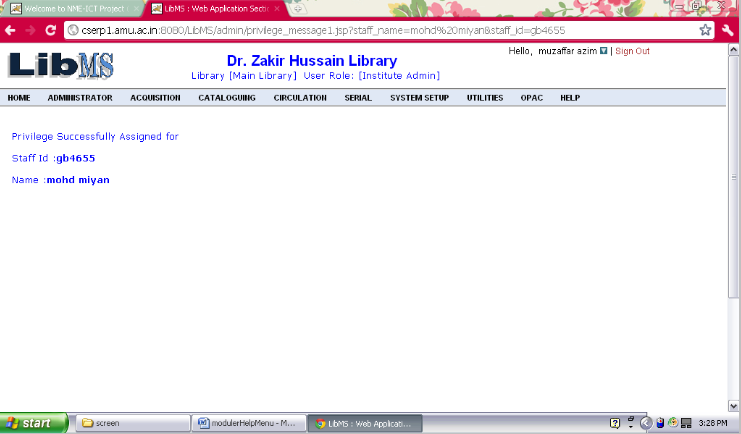 Welcome to NME-ICT Project
LibMS : Web Application Secti
cserp1.amu.ac.in:8080/LibMS/admin/privilege_message1.jsp?staff_name=mohd%20miyan&staff_id=gb4655
LibMS
Hello, muzaffar azim | Sign Out
Dr. Zakir Hussain Library
Library [Main Library] User Role: [Institute Admin]
HOME ADMINISTRATOR ACQUISITION CATALOGUING CIRCULATION SERIAL SYSTEM SETUP UTILITIES OPAC HELP
Privilege Successfully Assigned for
Staff Id :gb4655
Name :mohd miyan
start screen modulerHelpMenu - M... LibMS : Web Applicati... 3:28 PM